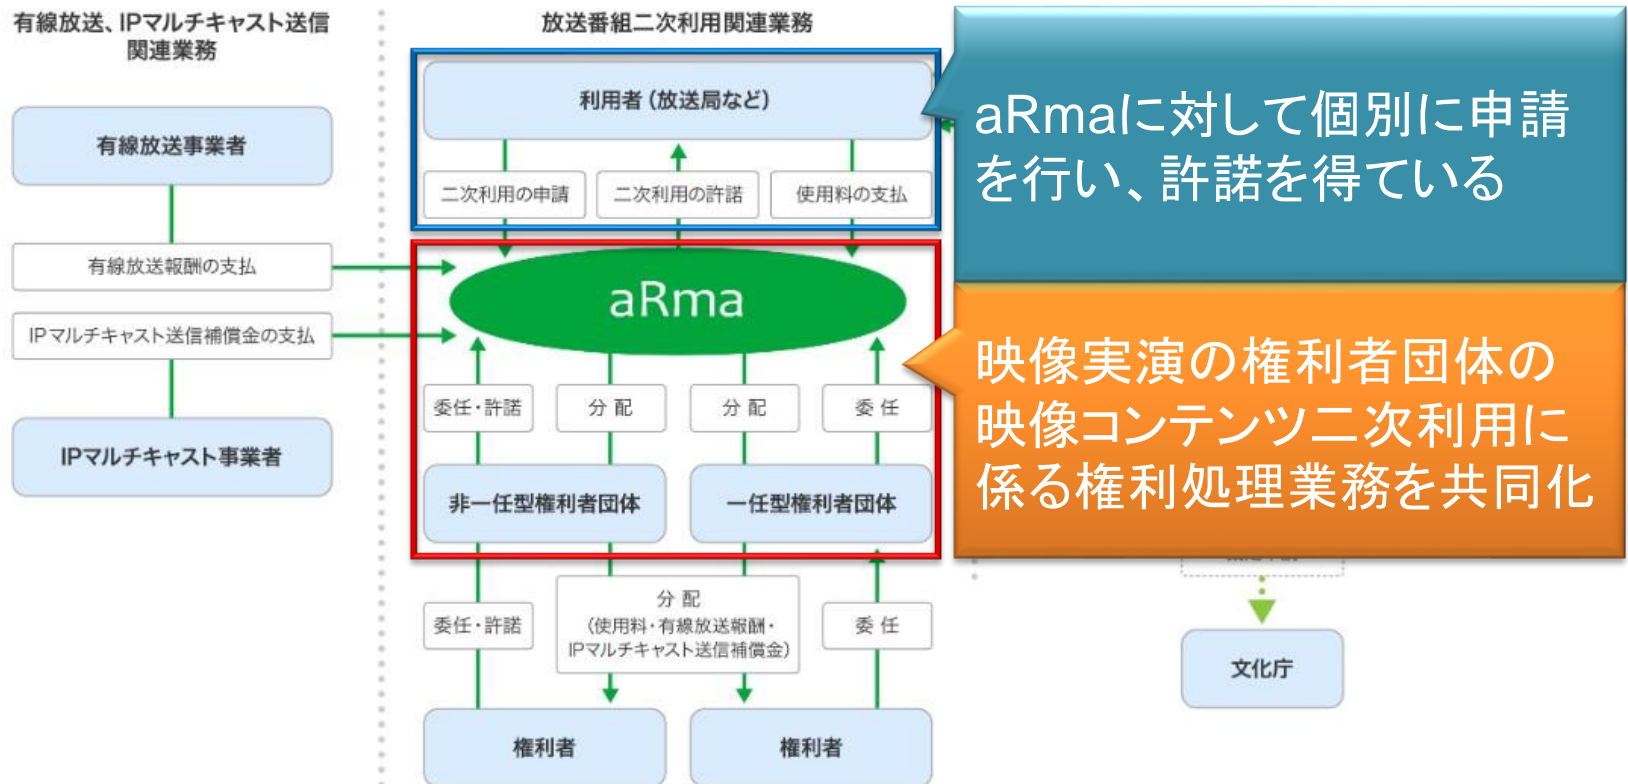 有線放送、IPマルチキャスト送信
関連業務
有線放送事業者
有線放送報酬の支払
IPマルチキャスト送信補償金の支払
IPマルチキャスト事業者
放送番組二次利用関連業務
利用者（放送局など）
二次利用の申請
二次利用の許諾
使用料の支払
aRma
委任・許諾
分 配
分 配
委 任
非一任型権利者団体
一任型権利者団体
委任・許諾
分 配
（使用料・有線放送報酬・
IPマルチキャスト送信補償金）
委 任
権利者
権利者
aRmaに対して個別に申請
を行い、許諾を得ている
映像実演の権利者団体の
映像コンテンツ二次利用に
係る権利処理業務を共同化
文化庁